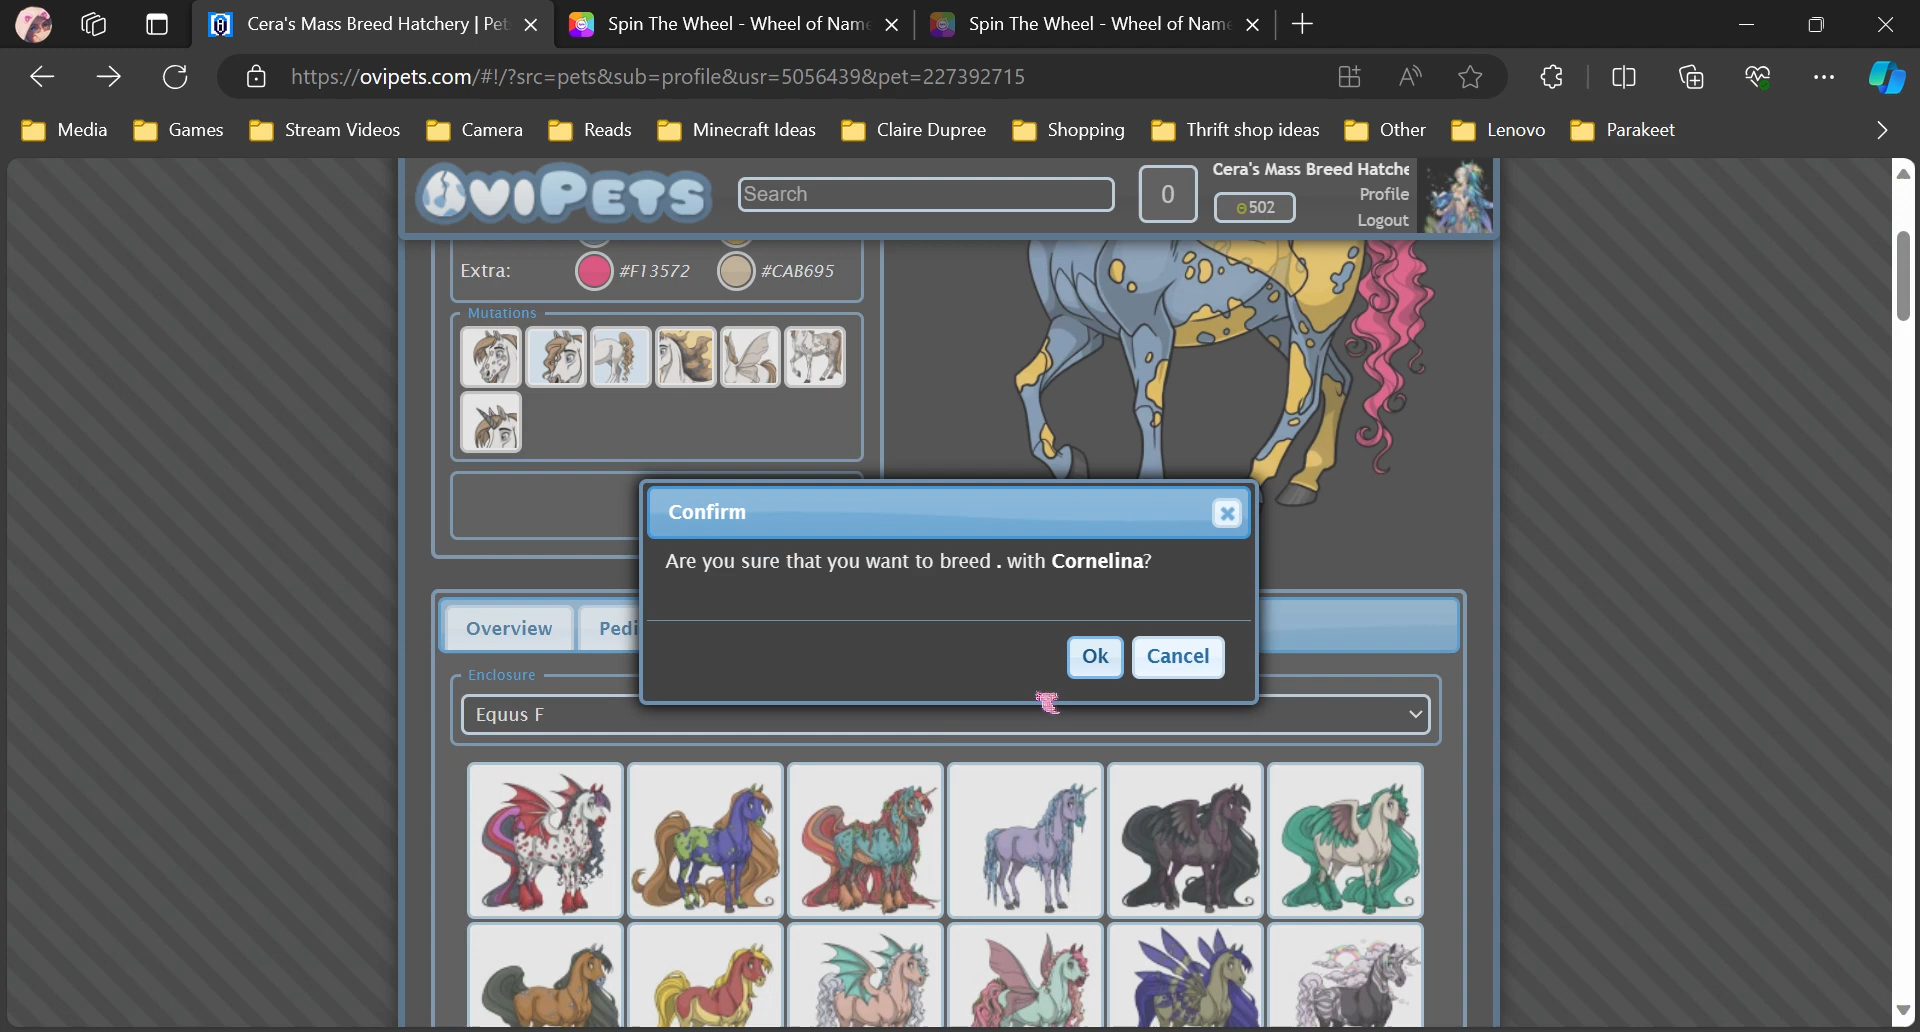 Cera's Mass Breed Hatchery | Pet
Spin The Wheel - Wheel of Name
Spin The Wheel - Wheel of Name
https://ovipets.com/#!/?src=pets&sub=profile&usr=5056439&pet=227392715
Media
Games
Stream Videos
Camera
Reads
Minecraft Ideas
Claire Dupree
Shopping
Thrift shop ideas
Other
Lenovo
Parakeet
OviPets
Search
0
Cera's Mass Breed Hatche
502
Profile
Logout
Extra:
#F13572
#CAB695
Mutations
Confirm
Are you sure that you want to breed . with Cornelina?
Ok
Cancel
Overview
Pedi
Enclosure
Equus F